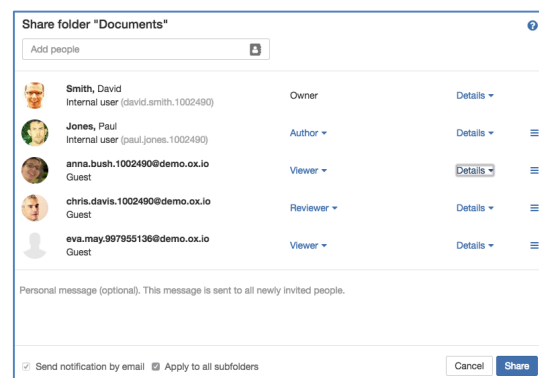 Share folder "Documents"
?
Add people
Smith, David
Internal user (david.smith.1002490)
Owner
Details
Jones, Paul
Internal user (paul.jones.1002490)
Author
Details
anna.bush.1002490@demo.ox.io
Guest
Viewer
Details
chris.davis.1002490@demo.ox.io
Guest
Reviewer
Details
eva.may.997955136@demo.ox.io
Guest
Viewer
Details
Personal message (optional). This message is sent to all newly invited people.
Send notification by email
Apply to all subfolders
Cancel
Share